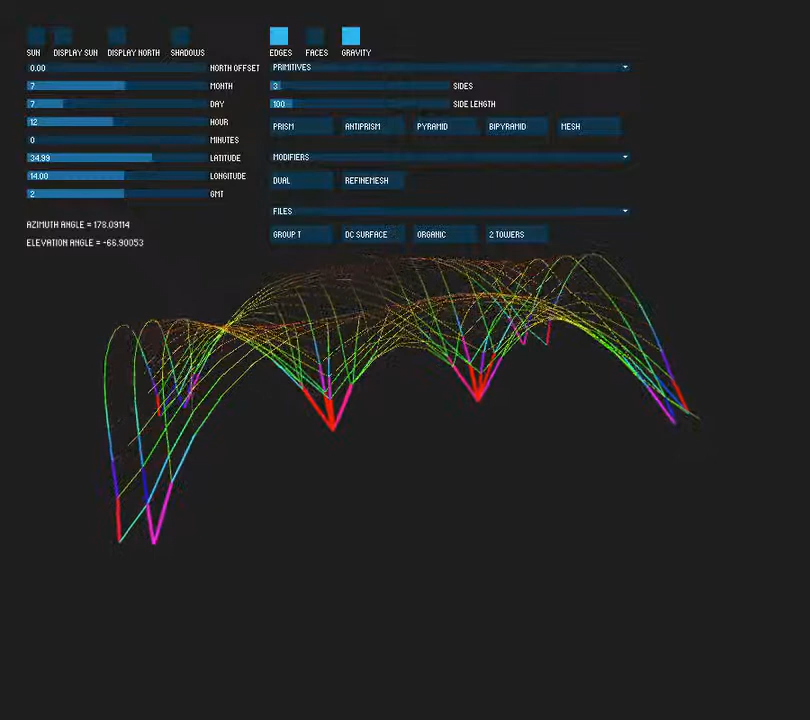 SUN DISPLAY SUN DISPLAY NORTH SHADOWS
0.00 NORTH OFFSET
7 MONTH
7 DAY
12 HOUR
0 MINUTES
34.99 LATITUDE
14.00 LONGITUDE
2 GMT
AZIMUTH ANGLE = 178.09114
ELEVATION ANGLE = -66.90053
EDGES FACES GRAVITY
PRIMITIVES
3 SIDES
100 SIDE LENGTH
PRISM ANTIPRISM PYRAMID BIPYRAMID MESH
MODIFIERS
DUAL REFINEMESH
FILES
GROUP T DC SURFACE ORGANIC 2 TOWERS